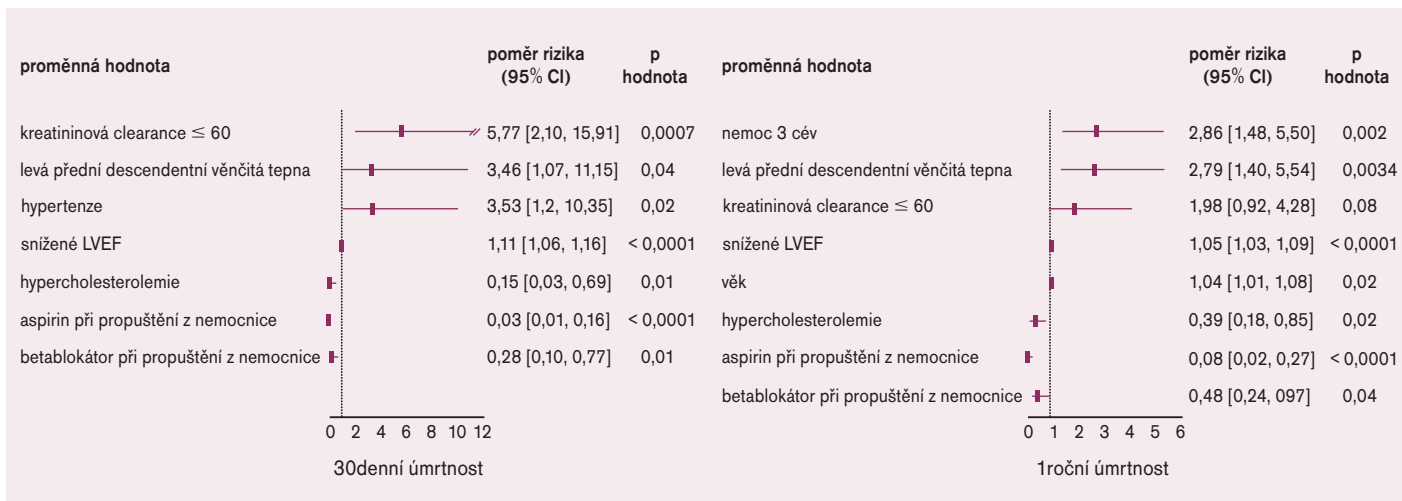 proměnná hodnota poměr rizika (95% CI) p hodnota
kreatininová clearance ≤ 60 5,77 [2,10, 15,91] 0,0007
levá přední descendentní věnčitá tepna 3,46 [1,07, 11,15] 0,04
hypertenze 3,53 [1,2, 10,35] 0,02
snížené LVEF 1,11 [1,06, 1,16] < 0,0001
hypercholesterolemie 0,15 [0,03, 0,69] 0,01
aspirin při propuštění z nemocnice 0,03 [0,01, 0,16] < 0,0001
betablokátor při propuštění z nemocnice 0,28 [0,10, 0,77] 0,01
0 2 4 6 8 10 12
30denní úmrtnost
proměnná hodnota poměr rizika (95% CI) p hodnota
nemoc 3 cév 2,86 [1,48, 5,50] 0,002
levá přední descendentní věnčitá tepna 2,79 [1,40, 5,54] 0,0034
kreatininová clearance ≤ 60 1,98 [0,92, 4,28] 0,08
snížené LVEF 1,05 [1,03, 1,09] < 0,0001
věk 1,04 [1,01, 1,08] 0,02
hypercholesterolemie 0,39 [0,18, 0,85] 0,02
aspirin při propuštění z nemocnice 0,08 [0,02, 0,27] < 0,0001
betablokátor při propuštění z nemocnice 0,48 [0,24, 097] 0,04
0 1 2 3 4 5 6
1roční úmrtnost